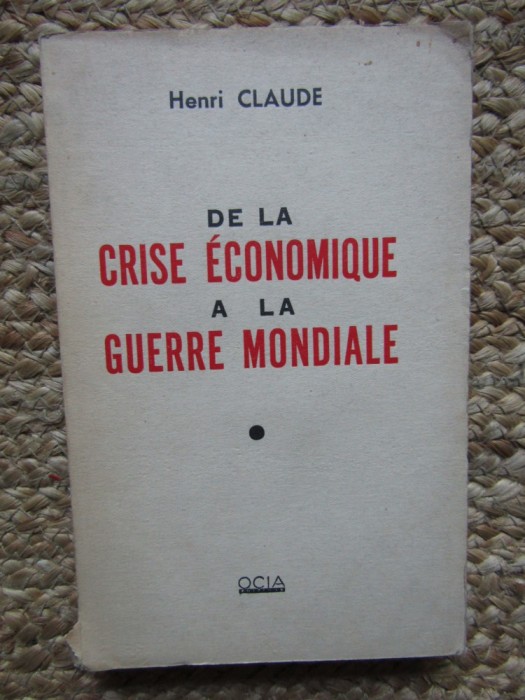 Henri CLAUDE
DE LA
CRISE ÉCONOMIQUE
A LA
GUERRE MONDIALE
OCIA